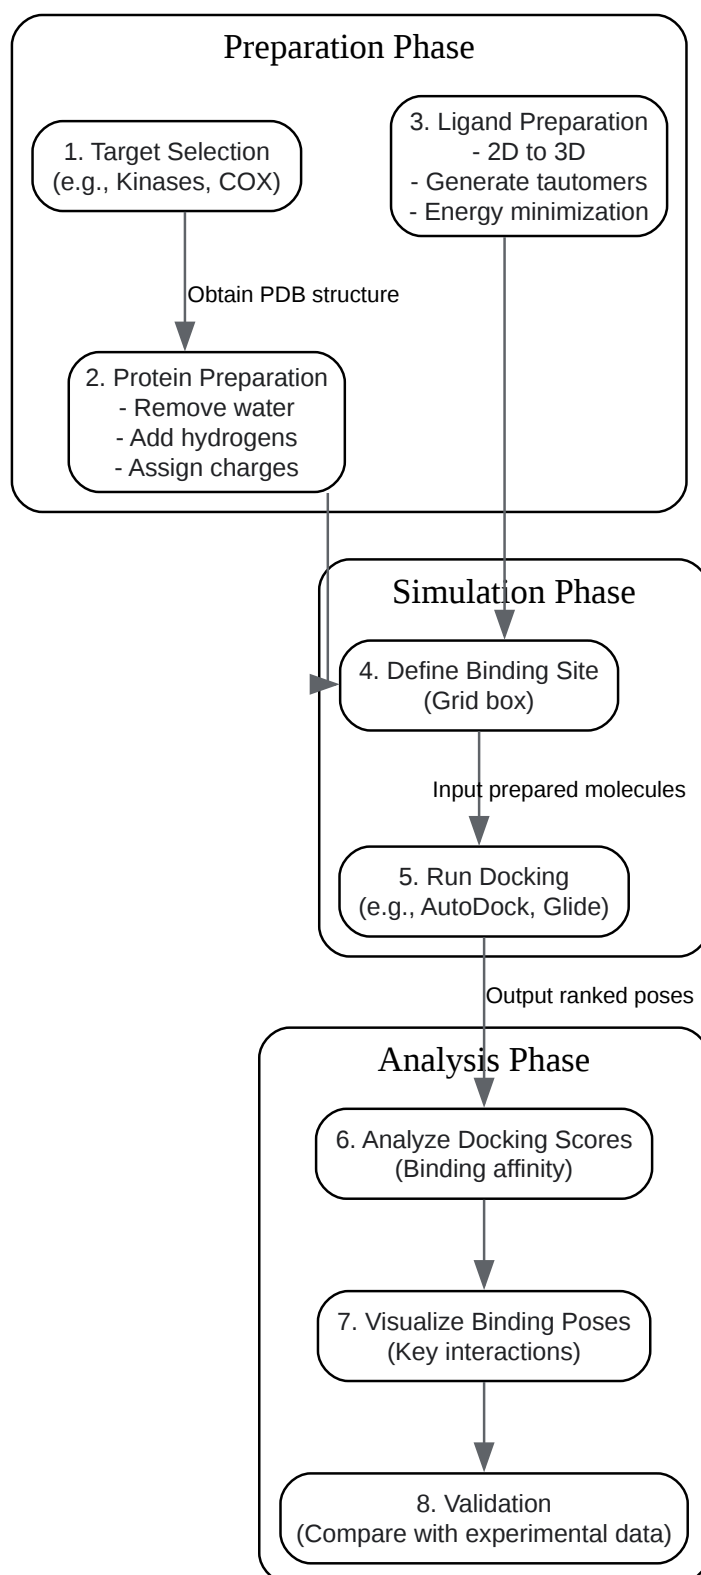 Preparation Phase
1. Target Selection
(e.g., Kinases, COX)
3. Ligand Preparation
- 2D to 3D
- Generate tautomers
- Energy minimization
Obtain PDB structure
2. Protein Preparation
- Remove water
- Add hydrogens
- Assign charges
Simulation Phase
4. Define Binding Site
(Grid box)
Input prepared molecules
5. Run Docking
(e.g., AutoDock, Glide)
Output ranked poses
Analysis Phase
6. Analyze Docking Scores
(Binding affinity)
7. Visualize Binding Poses
(Key interactions)
8. Validation
(Compare with experimental data)